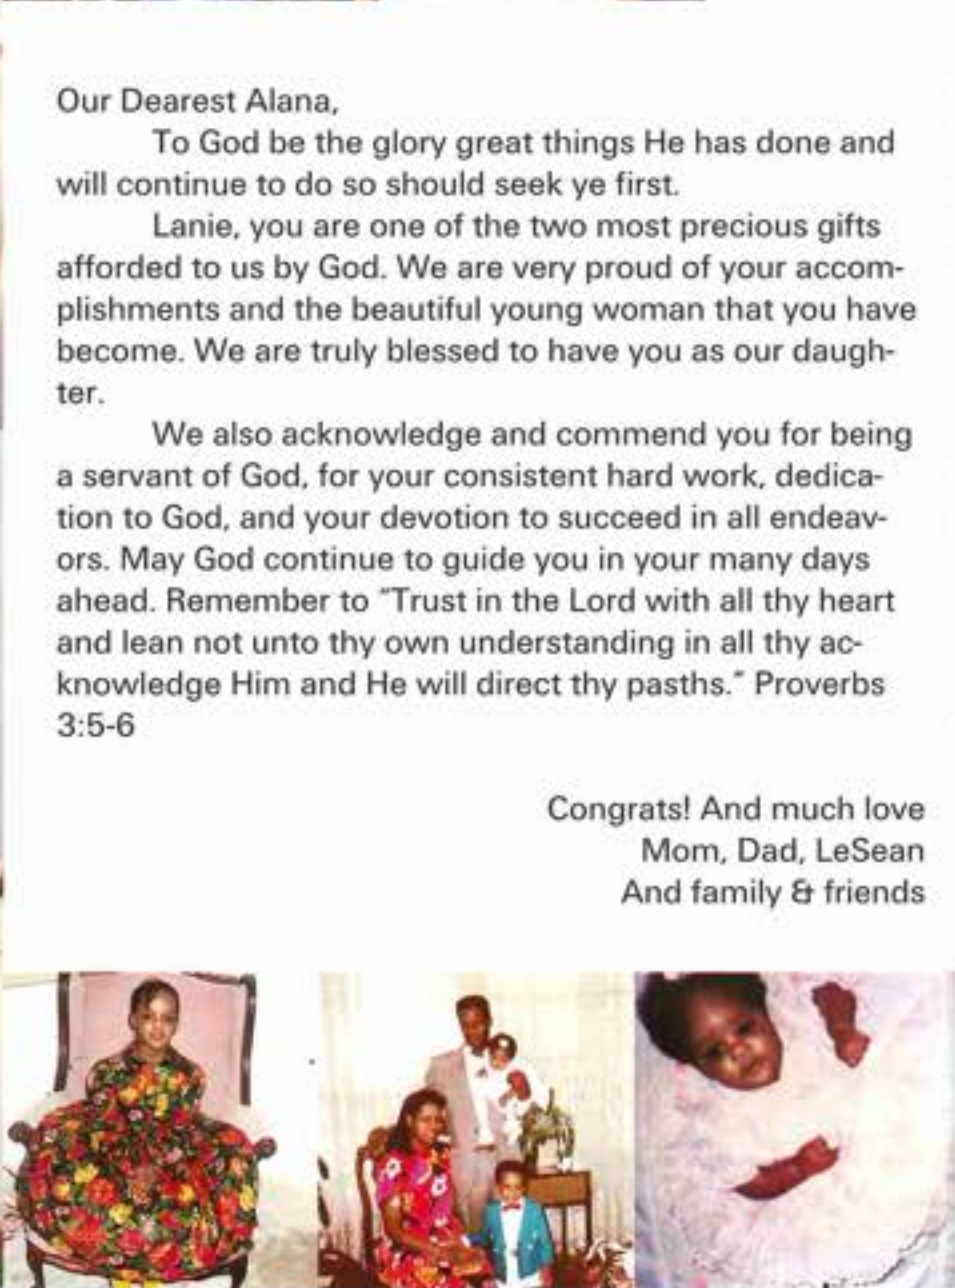 Our Dearest Alana,
To God be the glory great things He has done and
will continue to do so should seek ye first.
Lanie, you are one of the two most precious gifts
afforded to us by God. We are very proud of your accom-
plishments and the beautiful young woman that you have
become. We are truly blessed to have you as our daugh-
ter.
We also acknowledge and commend you for being
a servant of God, for your consistent hard work, dedica-
tion to God, and your devotion to succeed in all endeav-
ors. May God continue to guide you in your many days
ahead. Remember to "Trust in the Lord with all thy heart
and lean not unto thy own understanding in all thy ac-
knowledge Him and He will direct thy pasths." Proverbs
3:5-6
Congrats! And much love
Mom, Dad, LeSean
And family & friends